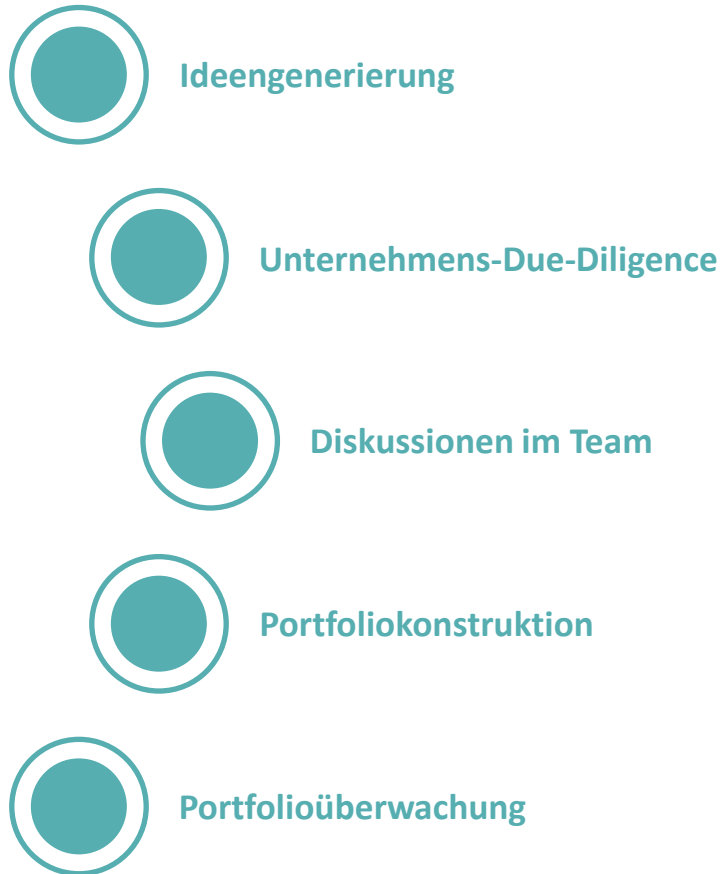 Ideengenerierung
Unternehmens-Due-Diligence
Diskussionen im Team
Portfoliokonstruktion
Portfolioüberwachung